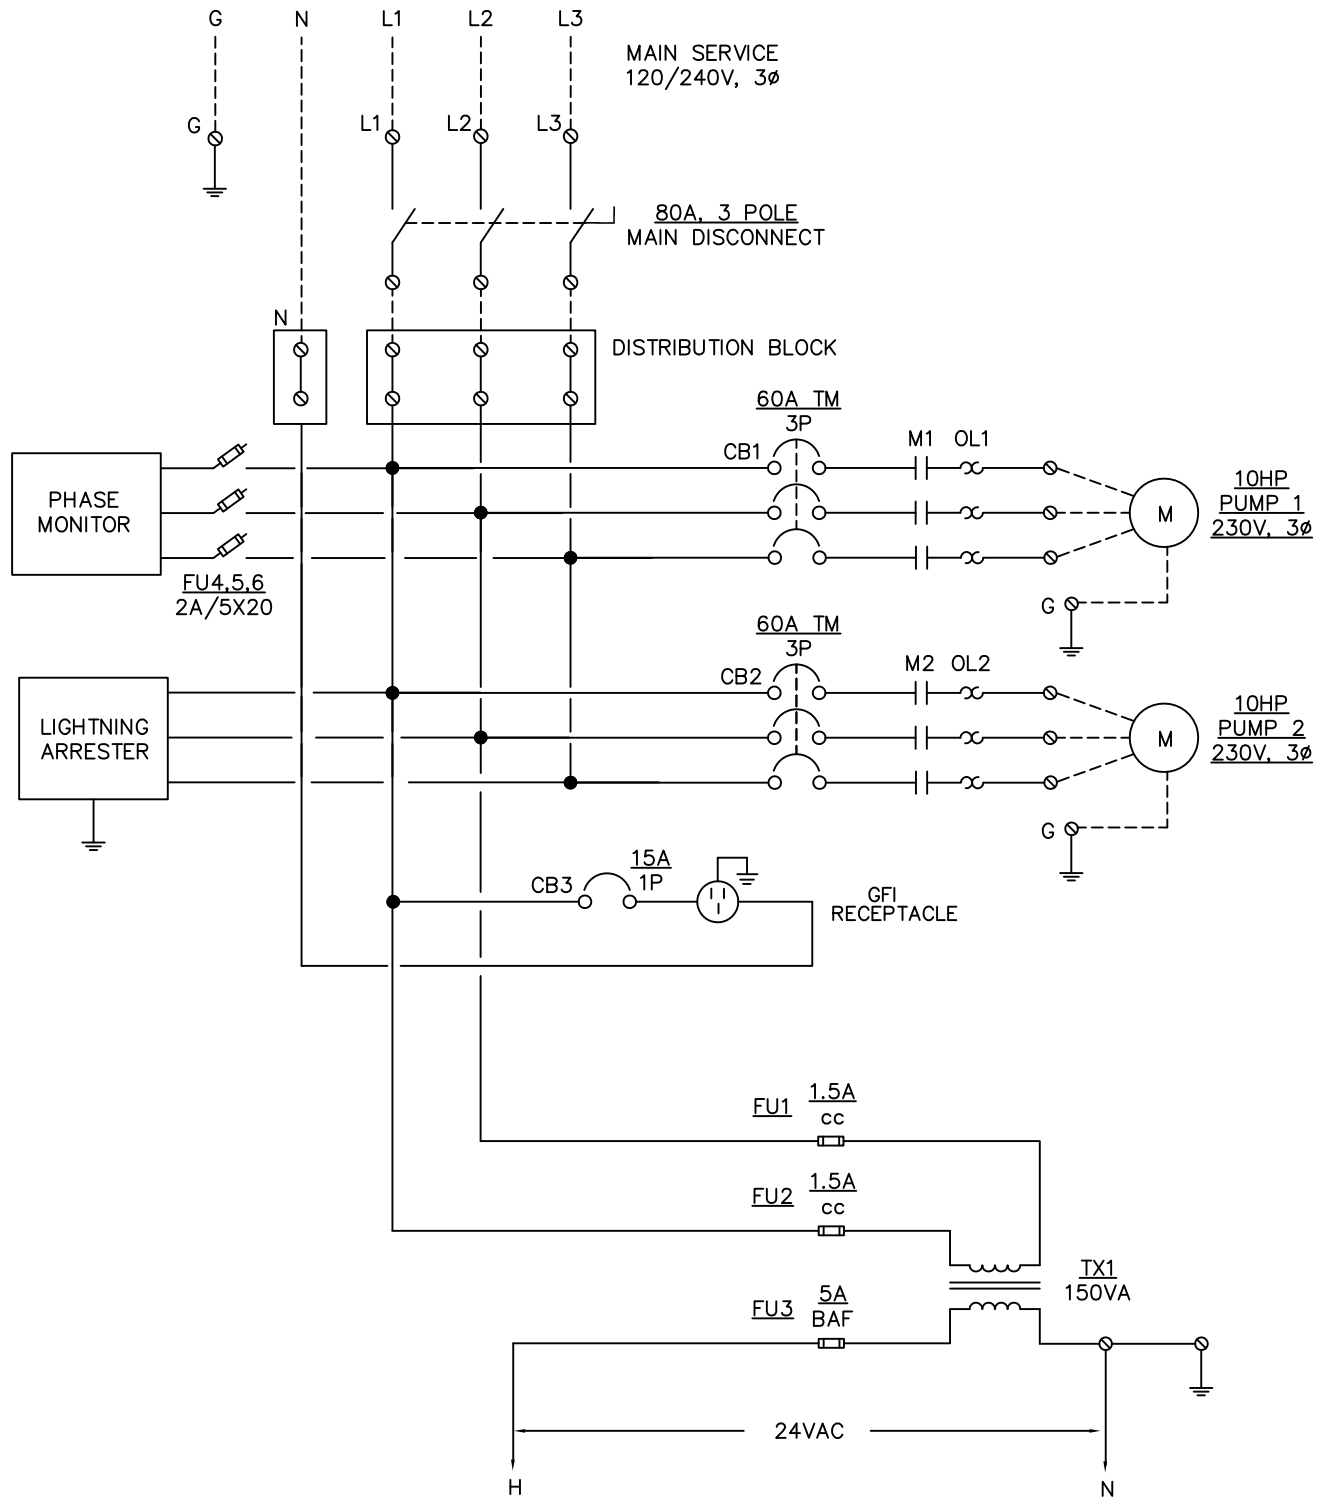 G N L1 L2 L3
MAIN SERVICE
120/240V, 3ø
G L1 L2 L3
80A, 3 POLE
MAIN DISCONNECT
N
DISTRIBUTION BLOCK
60A TM
3P
CB1
M1 OL1
PHASE
MONITOR
M
10HP
PUMP 1
230V, 3ø
FU4,5,6
2A/5X20
G
60A TM
3P
CB2
M2 OL2
LIGHTNING
ARRESTER
M
10HP
PUMP 2
230V, 3ø
G
15A
1P
CB3
GFI
RECEPTACLE
1.5A
FU1
CC
1.5A
FU2
CC
TX1
150VA
5A
FU3
BAF
24VAC
H
N